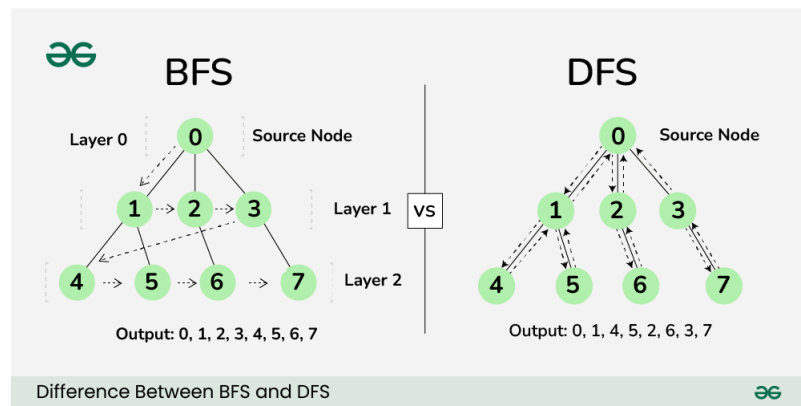 BFS
Layer 0
0
Source Node
1
2
3
Layer 1
4
5
6
7
Layer 2
Output: 0, 1, 2, 3, 4, 5, 6, 7
VS
DFS
0
Source Node
1
2
3
4
5
6
7
Output: 0, 1, 4, 5, 2, 6, 3, 7
Difference Between BFS and DFS